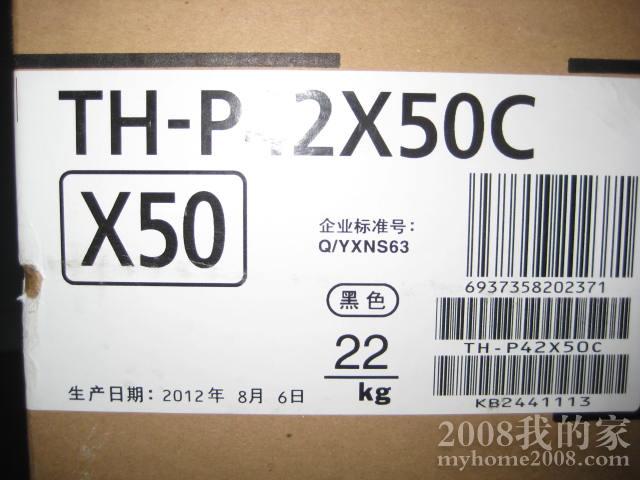 TH-P42X50C
X50
企业标准号：
Q/YXNS63
6937358202371
黑色
TH-P42X50C
22
kg
KB2441113
生产日期：2012年 8月 6日
2008我的家
myhome2008.com